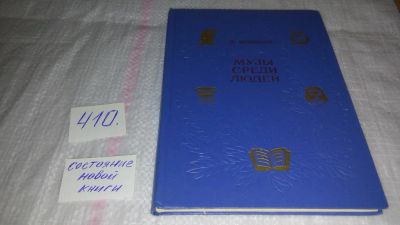 410.
состояние
новой
книги
МУЗЫ
СРЕДИ
ЛЮДЕЙ